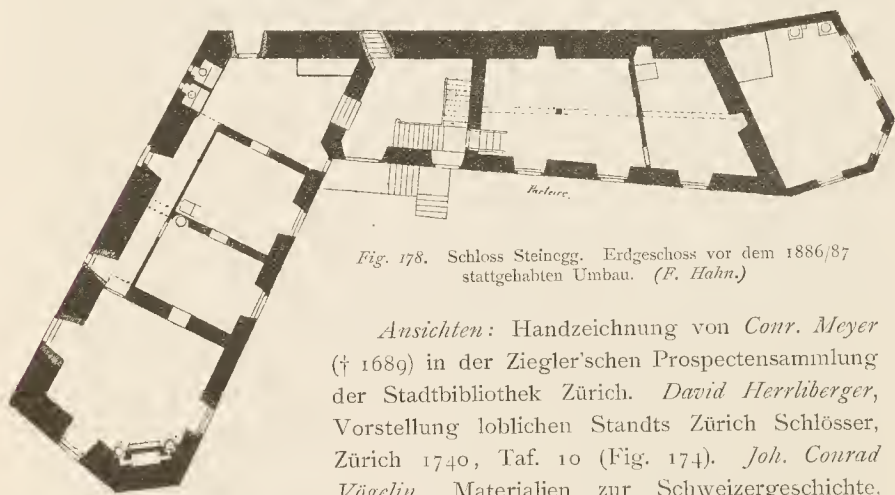 Parterre.
Fig. 178. Schloss Steinegg. Erdgeschoss vor dem 1886/87
stattgehabten Umbau. (F. Hahn.)
Ansichten: Handzeichnung von Conr. Meyer
(† 1689) in der Ziegler'schen Prospectensammlung
der Stadtbibliothek Zürich. David Herrliberger,
Vorstellung loblichen Standts Zürich Schlösser,
Zürich 1740, Taf. 10 (Fig. 174). Joh. Conrad
Vögelin, Materialien zur Schweizergeschichte.